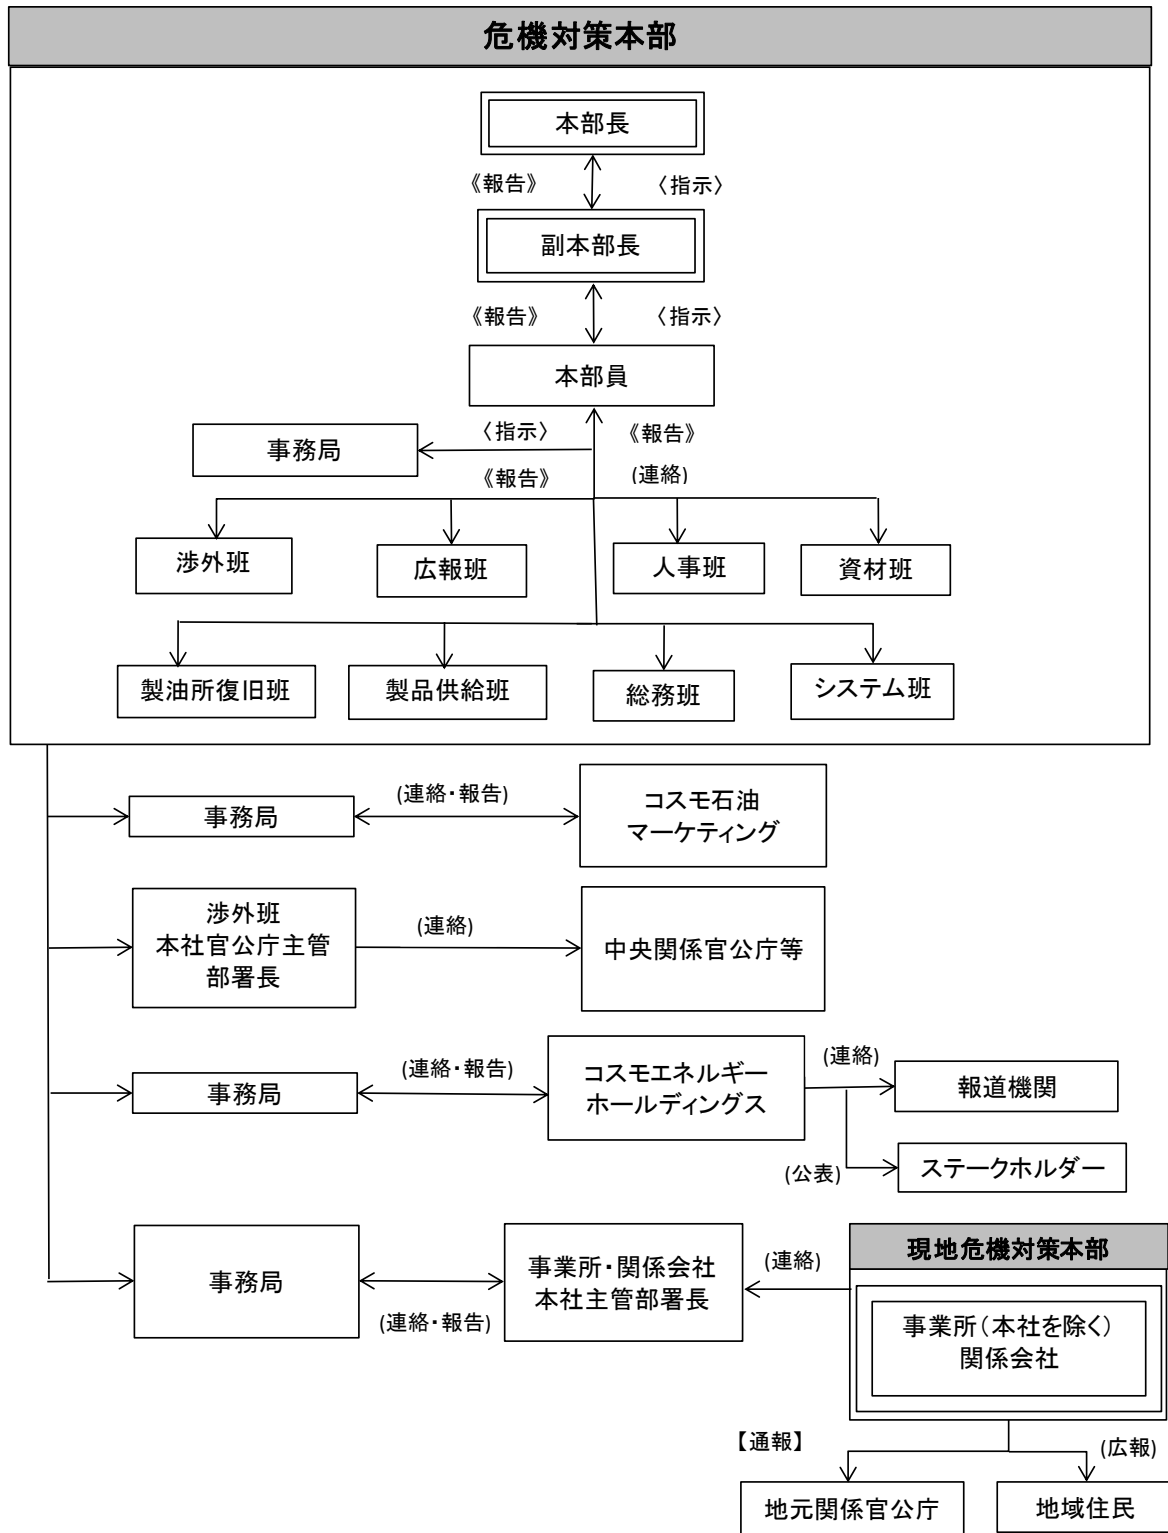 危機対策本部
本部長
《報告》
〈指示〉
副本部長
《報告》
〈指示〉
本部員
〈指示〉
《報告》
事務局
《報告》
(連絡)
渉外班
広報班
人事班
資材班
製油所復旧班
製品供給班
総務班
システム班
事務局
(連絡・報告)
コスモ石油
マーケティング
渉外班
本社官公庁主管
部署長
(連絡)
中央関係官公庁等
事務局
(連絡・報告)
コスモエネルギー
ホールディングス
(連絡)
報道機関
(公表)
ステークホルダー
事務局
(連絡・報告)
事業所・関係会社
本社主管部署長
(連絡)
現地危機対策本部
事業所（本社を除く）
関係会社
【通報】
(広報)
地元関係官公庁
地域住民